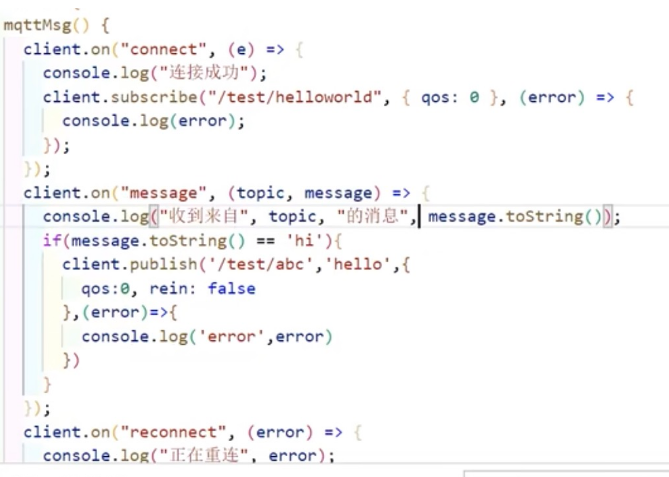 mqttMsg() {
client.on("connect", (e) => {
console.log("连接成功");
client.subscribe("/test/helloworld", { qos: 0 }, (error) => {
console.log(error);
});
});
client.on("message", (topic, message) => {
console.log("收到来自", topic, "的消息", message.toString());
if(message.toString() == 'hi'){
client.publish('/test/abc','hello',{
qos:0, rein: false
},(error)=>{
console.log('error',error)
})
}
});
client.on("reconnect", (error) => {
console.log("正在重连", error);